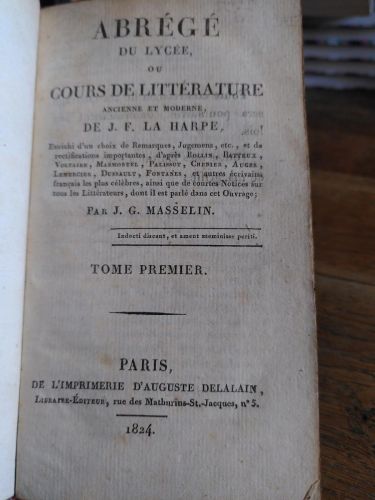 ABRÉGÉ
DU LYCÉE,
OU
COURS DE LITTÉRATURE
ANCIENNE ET MODERNE,
DE J. F. LA HARPE,
Enrichi d'un choix de Remarques, Jugemens, etc., et de
rectifications importantes, d'après ROLLIN, BATTEUX,
VOLTAIRE, MARMONTEL, PALISSOT, CHENIER, AUGER,
LEMERCIER, DUSSAULT, FONTANES, et autres écrivains
français les plus célèbres, ainsi que de courtes Notices sur
tous les Littérateurs, dont il est parlé dans cet Ouvrage;
PAR J. G. MASSELIN.
Indocti discant, et ament meminisse periti.
TOME PREMIER.
PARIS,
DE L'IMPRIMERIE D'AUGUSTE DELALAIN,
LIBRAIRE-ÉDITEUR, rue des Mathurins-St.-Jacques, n° 5.
1824.